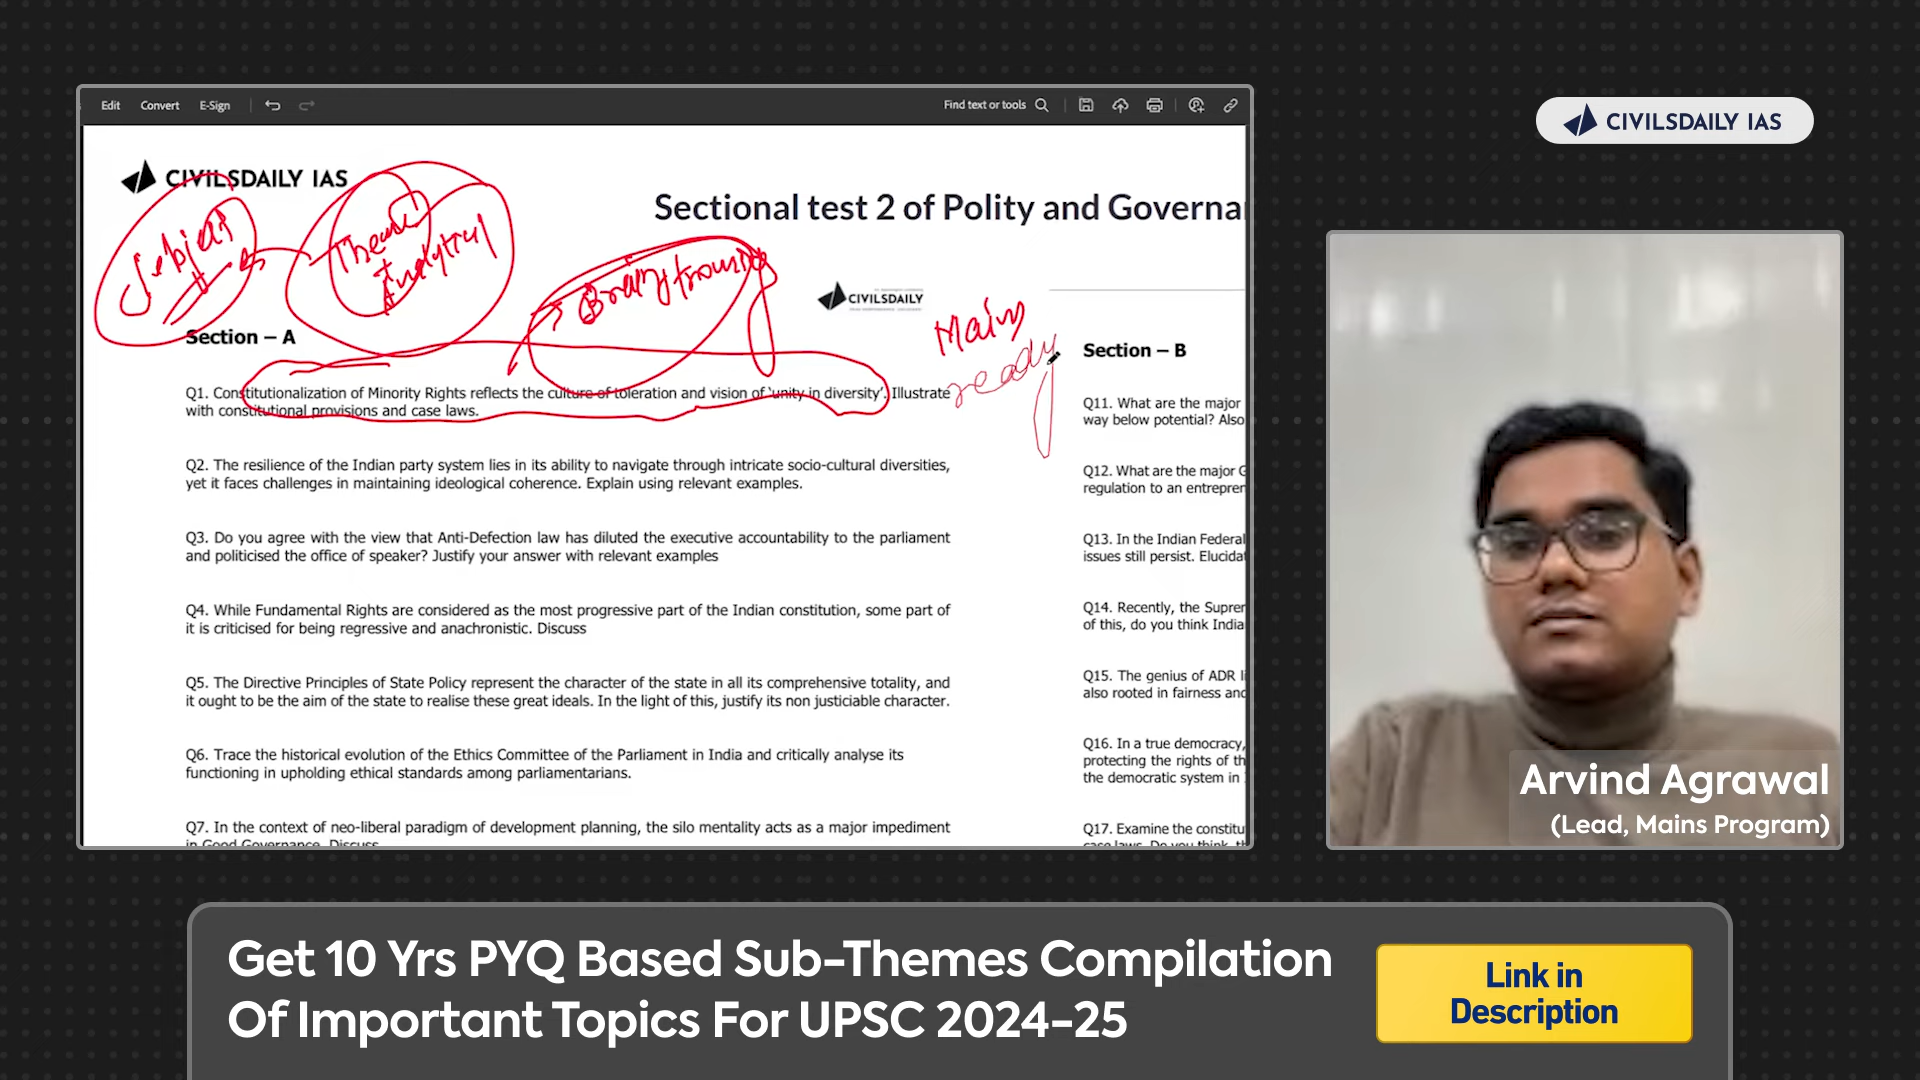 Edit Convert E-Sign Find text or tools
CIVILSDAILY IAS
CIVILSDAILY IAS
Sectional test 2 of Polity and Governa
Analytical
CIVILSDAILY
Mains
ready
Section – A
Q1. Constitutionalization of Minority Rights reflects the culture of toleration and vision of 'unity in diversity'. Illustrate
with constitutional provisions and case laws.
Q2. The resilience of the Indian party system lies in its ability to navigate through intricate socio-cultural diversities,
yet it faces challenges in maintaining ideological coherence. Explain using relevant examples.
Q3. Do you agree with the view that Anti-Defection law has diluted the executive accountability to the parliament
and politicised the office of speaker? Justify your answer with relevant examples
Q4. While Fundamental Rights are considered as the most progressive part of the Indian constitution, some part of
it is criticised for being regressive and anachronistic. Discuss
Q5. The Directive Principles of State Policy represent the character of the state in all its comprehensive totality, and
it ought to be the aim of the state to realise these great ideals. In the light of this, justify its non justiciable character.
Q6. Trace the historical evolution of the Ethics Committee of the Parliament in India and critically analyse its
functioning in upholding ethical standards among parliamentarians.
Q7. In the context of neo-liberal paradigm of development planning, the silo mentality acts as a major impediment
in Good Governance. Discuss
Section – B
Q11. What are the major
way below potential? Also
Q12. What are the major G
regulation to an entrepren
Q13. In the Indian Federal
issues still persist. Elucidat
Q14. Recently, the Suprem
of this, do you think India
Q15. The genius of ADR li
also rooted in fairness and
Q16. In a true democracy,
protecting the rights of th
the democratic system in
Q17. Examine the constitu
case laws. Do you think, th
Arvind Agrawal
(Lead, Mains Program)
Get 10 Yrs PYQ Based Sub-Themes Compilation
Of Important Topics For UPSC 2024-25
Link in
Description